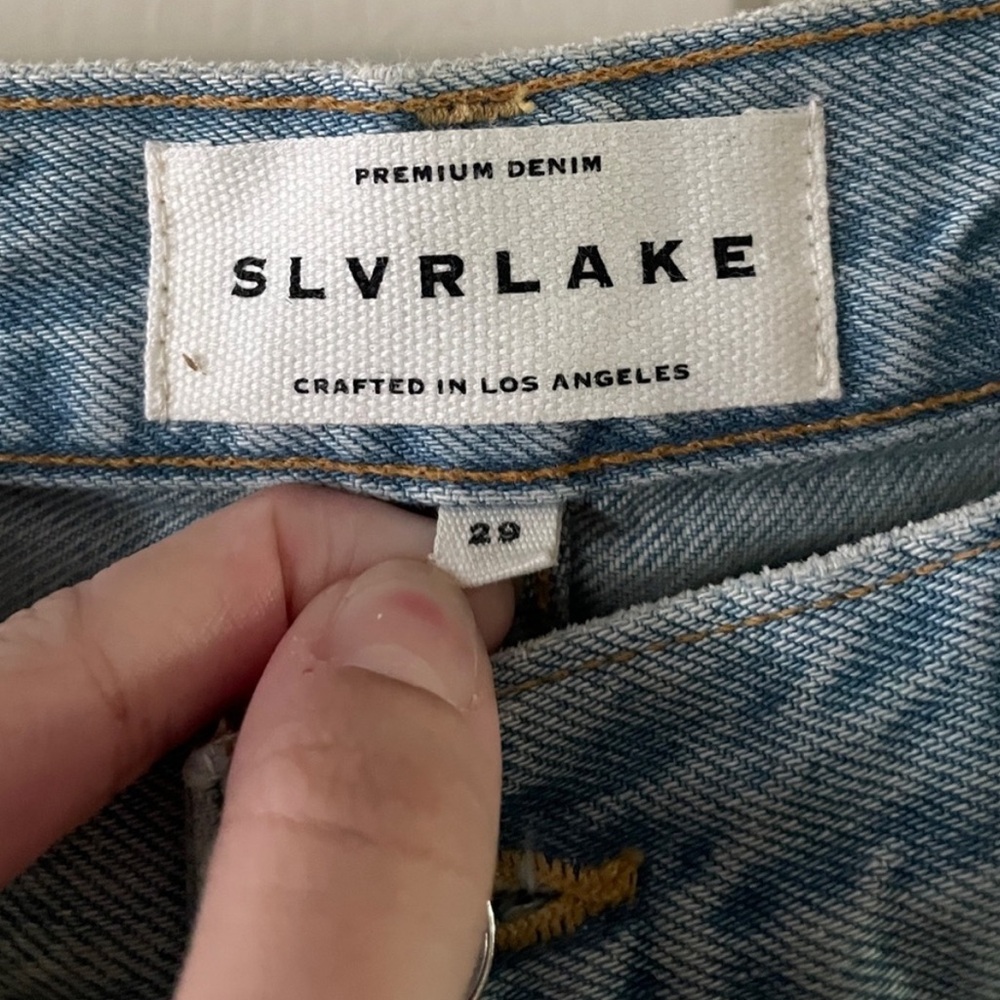 PREMIUM DENIM
SLVRLAKE
CRAFTED IN LOS ANGELES
29